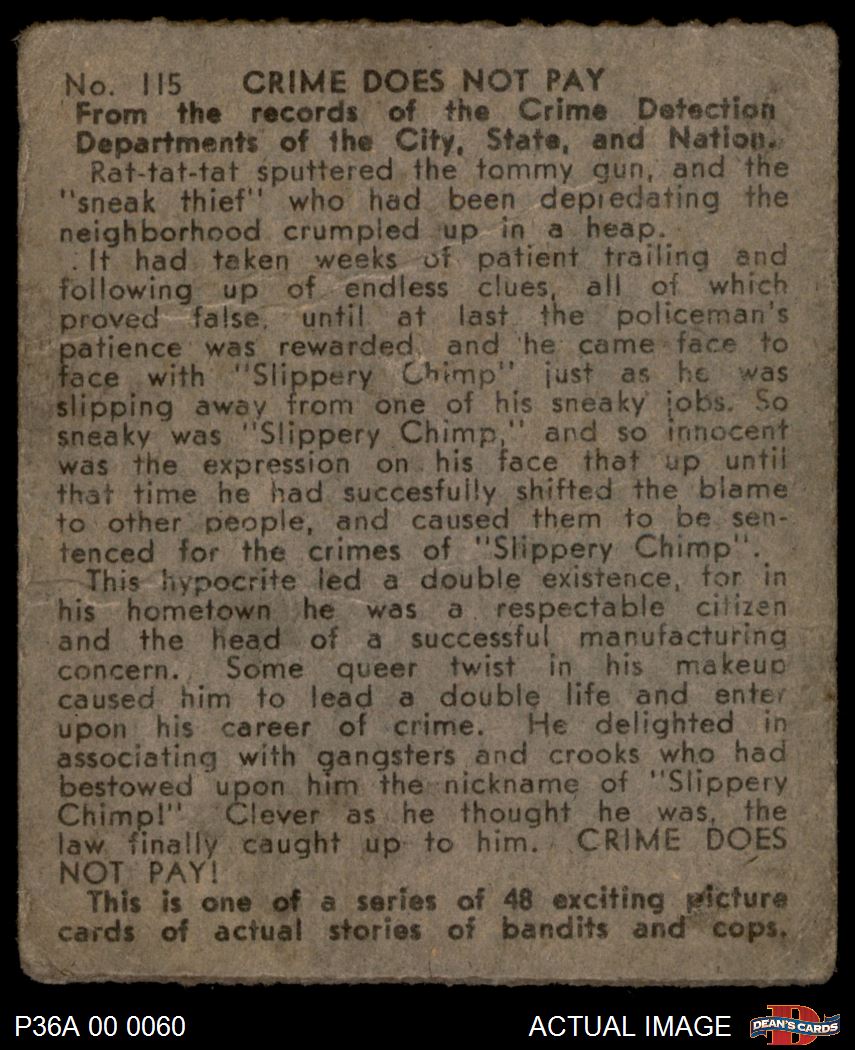 No. 115 CRIME DOES NOT PAY
From the records of the Crime Detection
Departments of the City, State, and Nation.
Rat-tat-tat sputtered the tommy gun, and the
"sneak thief" who had been depredating the
neighborhood crumpled up in a heap.
It had taken weeks of patient trailing and
following up of endless clues, all of which
proved false, until at last the policeman's
patience was rewarded, and he came face to
face with "Slippery Chimp" just as he was
slipping away from one of his sneaky jobs. So
sneaky was "Slippery Chimp," and so innocent
was the expression on his face that up until
that time he had succesfully shifted the blame
to other people, and caused them to be sen-
tenced for the crimes of "Slippery Chimp".
This hypocrite led a double existence, for in
his hometown he was a respectable citizen
and the head of a successful manufacturing
concern. Some queer twist in his makeup
caused him to lead a double life and enter
upon his career of crime. He delighted in
associating with gangsters and crooks who had
bestowed upon him the nickname of "Slippery
Chimp!" Clever as he thought he was, the
law finally caught up to him. CRIME DOES
NOT PAY!
This is one of a series of 48 exciting picture
cards of actual stories of bandits and cops.
P36A 00 0060 ACTUAL IMAGE DEAN'S CARDS